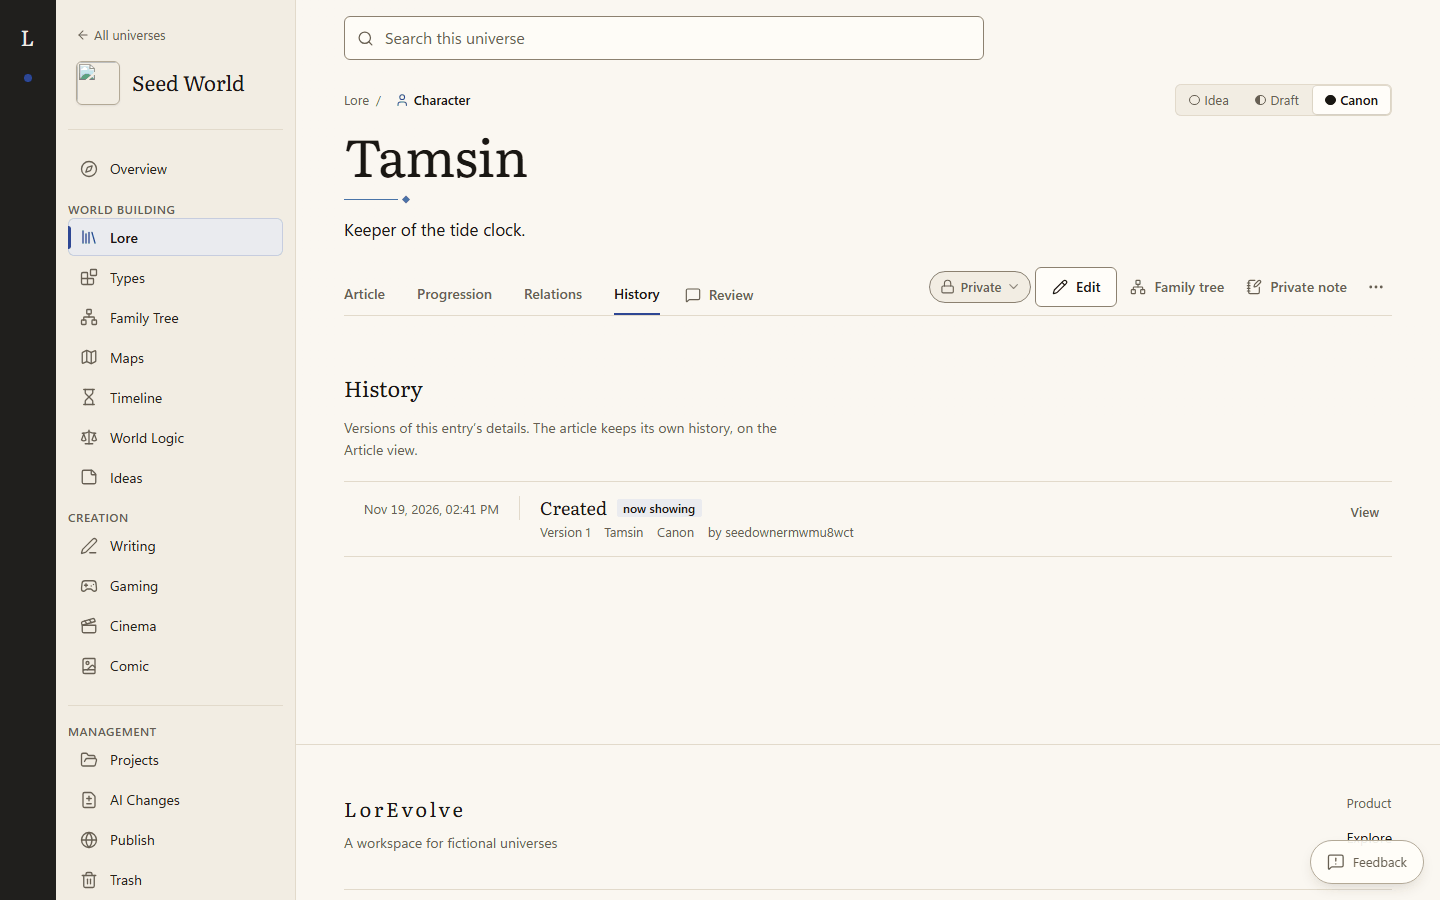 L
All universes
Seed World
Overview
WORLD BUILDING
Lore
Types
Family Tree
Maps
Timeline
World Logic
Ideas
CREATION
Writing
Gaming
Cinema
Comic
MANAGEMENT
Projects
AI Changes
Publish
Trash
Search this universe
Lore / Character
Idea Draft Canon
Tamsin
Keeper of the tide clock.
Article Progression Relations History Review
Private Edit Family tree Private note
History
Versions of this entry’s details. The article keeps its own history, on the
Article view.
Nov 19, 2026, 02:41 PM
Created now showing
Version 1 Tamsin Canon by seedownermwmu8wct
View
LorEvolve
A workspace for fictional universes
Product
Explore
Feedback